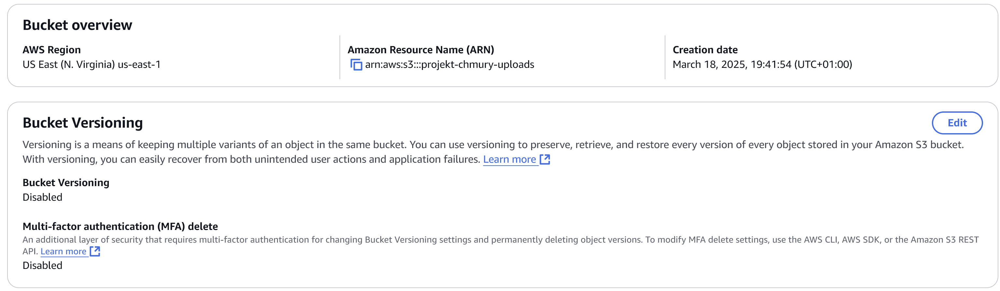 Bucket overview
AWS Region
US East (N. Virginia) us-east-1
Amazon Resource Name (ARN)
arn:aws:s3:::projekt-chmury-uploads
Creation date
March 18, 2025, 19:41:54 (UTC+01:00)
Bucket Versioning
Edit
Versioning is a means of keeping multiple variants of an object in the same bucket. You can use versioning to preserve, retrieve, and restore every version of every object stored in your Amazon S3 bucket.
With versioning, you can easily recover from both unintended user actions and application failures. Learn more
Bucket Versioning
Disabled
Multi-factor authentication (MFA) delete
An additional layer of security that requires multi-factor authentication for changing Bucket Versioning settings and permanently deleting object versions. To modify MFA delete settings, use the AWS CLI, AWS SDK, or the Amazon S3 REST
API. Learn more
Disabled